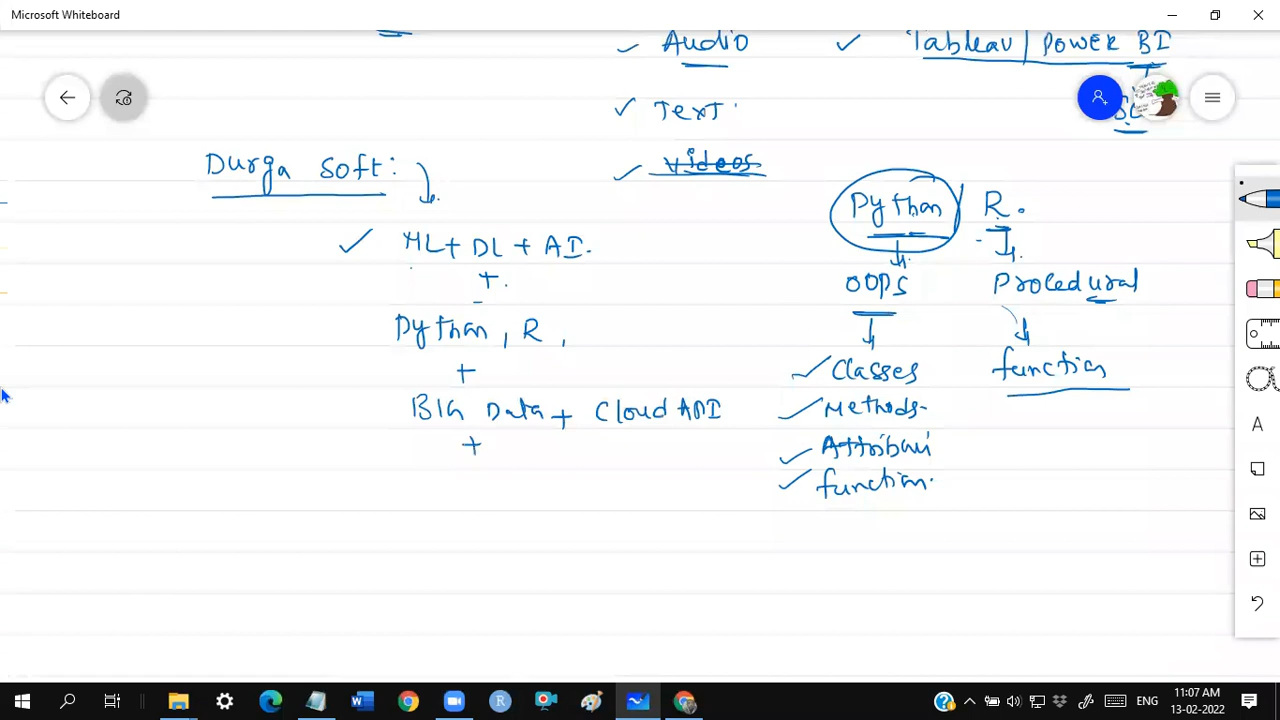 Microsoft Whiteboard
Audio
Tableau | Power BI
Text
Durga Soft:
Videos
Python
R.
ML + DL + AI.
+
OOPS
Procedural
Python, R,
+
Classes
function
BIG Data + Cloud API
Methods
+
Attribari
function
A
ENG
11:07 AM
13-02-2022